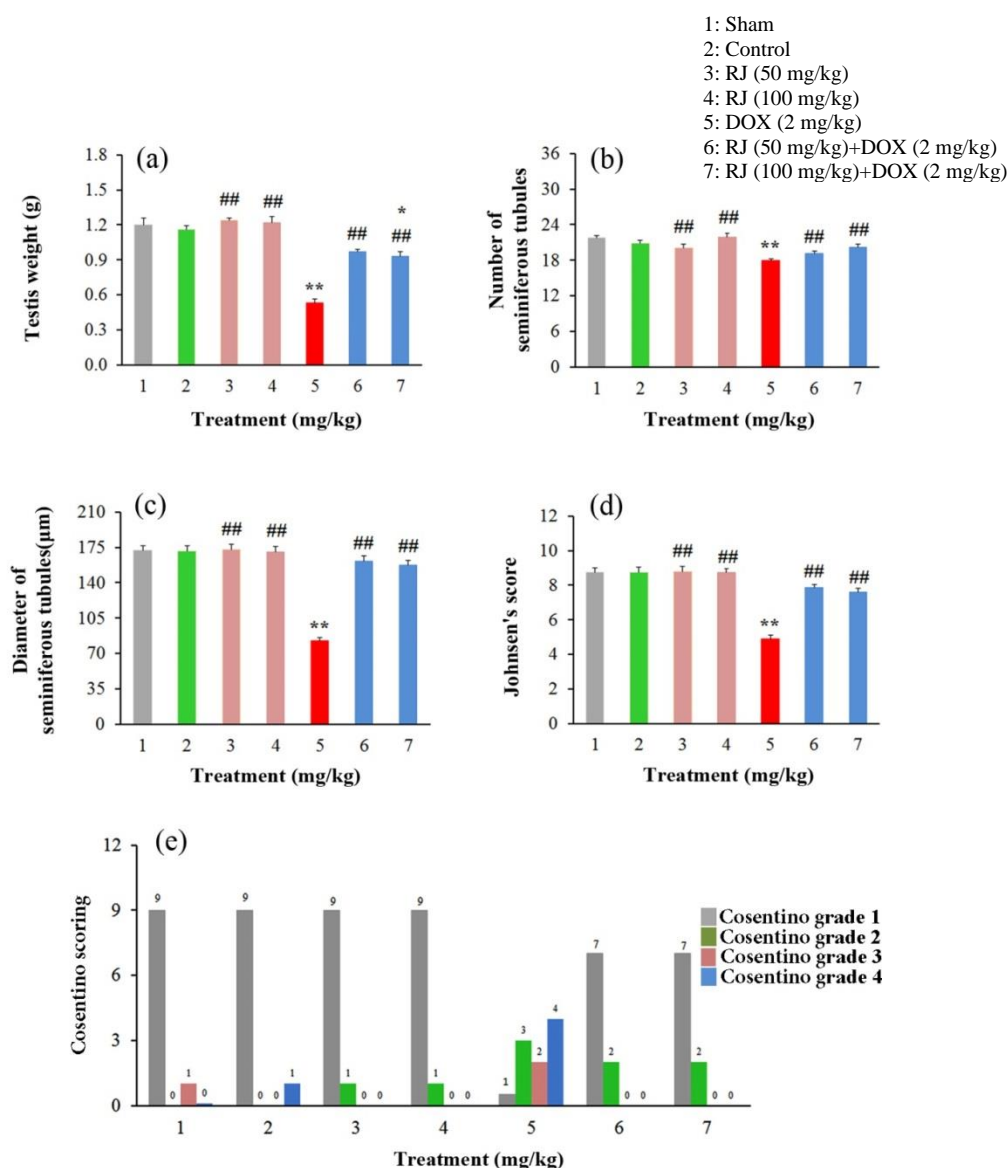 1: Sham
2: Control
3: RJ (50 mg/kg)
4: RJ (100 mg/kg)
5: DOX (2 mg/kg)
6: RJ (50 mg/kg)+DOX (2 mg/kg)
7: RJ (100 mg/kg)+DOX (2 mg/kg)
(a)
Testis weight (g)
1.8
1.5
1.2
0.9
0.6
0.3
0.0
## ## ** ## * ##
1 2 3 4 5 6 7
Treatment (mg/kg)
(b)
Number of
seminiferous tubules
36
30
24
18
12
6
0
## ## ** ## ##
1 2 3 4 5 6 7
Treatment (mg/kg)
(c)
Diameter of
seminiferous tubules(µm)
210
175
140
105
70
35
0
## ## ** ## ##
1 2 3 4 5 6 7
Treatment (mg/kg)
(d)
Johnsen's score
12
10
8
6
4
2
0
## ## ** ## ##
1 2 3 4 5 6 7
Treatment (mg/kg)
(e)
Cosentino scoring
12
9
6
3
0
9 0 1 0 9 0 0 1 9 1 0 0 9 1 0 0 1 3 2 4 7 2 0 0 7 2 0 0
1 2 3 4 5 6 7
Treatment (mg/kg)
Cosentino grade 1
Cosentino grade 2
Cosentino grade 3
Cosentino grade 4